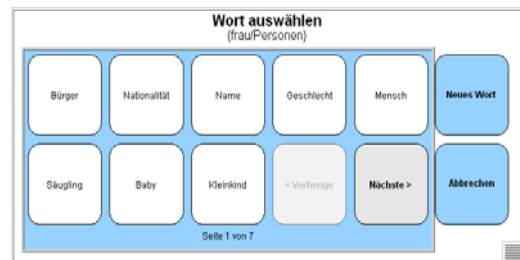 Wort auswählen
(frau/Personen)
Bürger
Nationalität
Name
Geschlecht
Mensch
Neues Wort
Säugling
Baby
Kleinkind
< Vorherige
Nächste >
Abbrechen
Seite 1 von 7